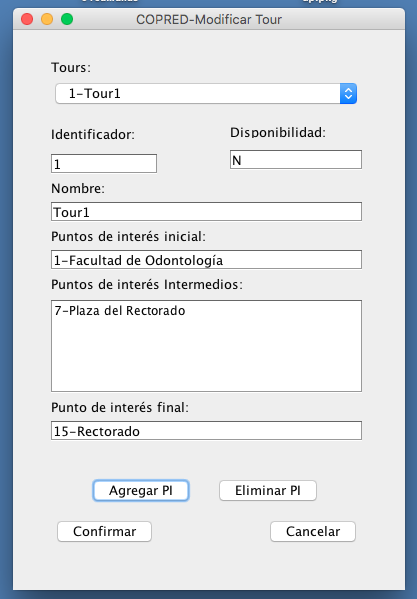 COPRED-Modificar Tour
Tours:
1-Tour1
Identificador:
Disponibilidad:
1
N
Nombre:
Tour1
Puntos de interés inicial:
1-Facultad de Odontología
Puntos de interés Intermedios:
7-Plaza del Rectorado
Punto de interés final:
15-Rectorado
Agregar PI
Eliminar PI
Confirmar
Cancelar